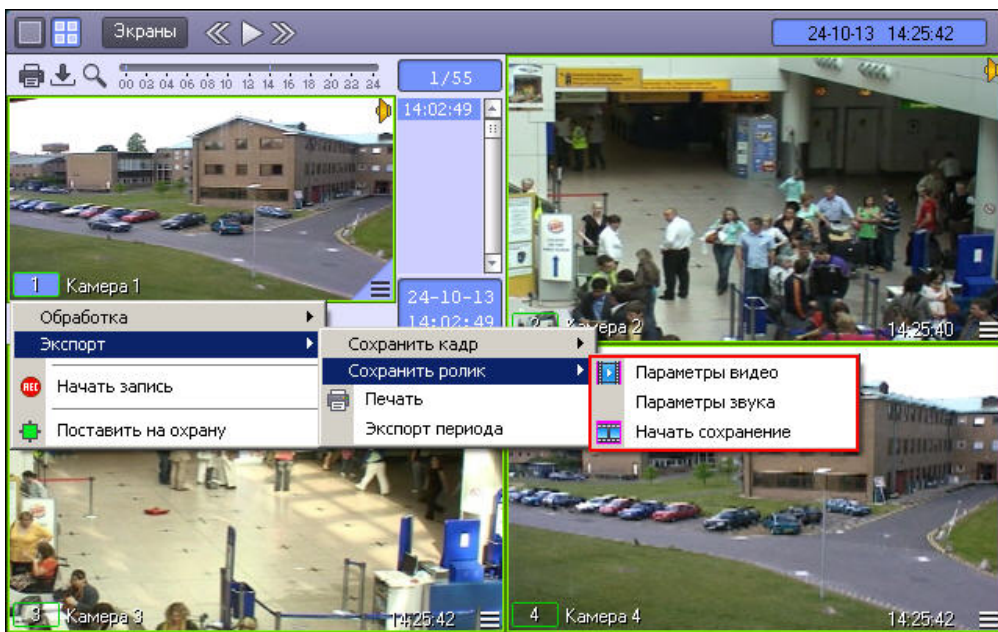 Экраны
24-10-13 14:25:42
00 02 04 06 08 10 12 14 16 18 20 22 24
1/55
14:02:49
1 Камера 1
24-10-13
14:02:49
2 Камера 2
14:25:40
Обработка
Экспорт
REC Начать запись
Поставить на охрану
Сохранить кадр
Сохранить ролик
Печать
Экспорт периода
Параметры видео
Параметры звука
Начать сохранение
3 Камера 3
14:25:42
4 Камера 4
14:25:42